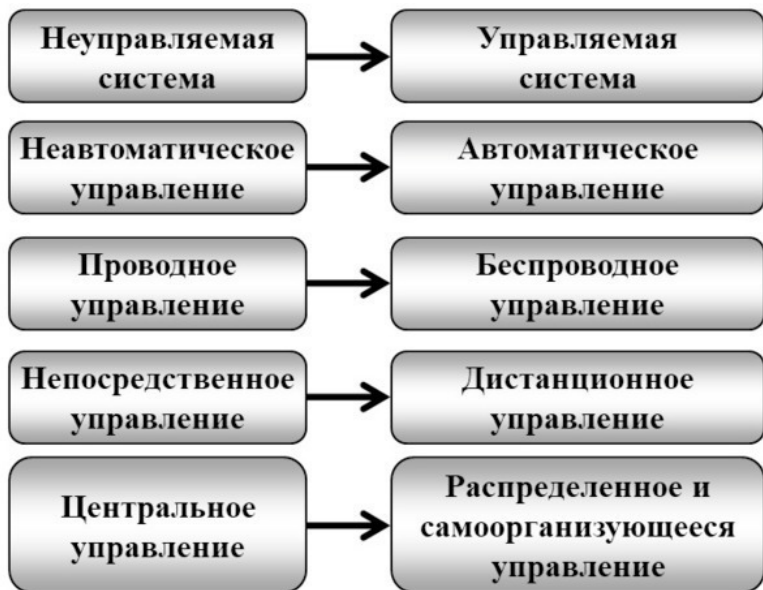 Неуправляемая
система
Управляемая
система
Неавтоматическое
управление
Автоматическое
управление
Проводное
управление
Беспроводное
управление
Непосредственное
управление
Дистанционное
управление
Центральное
управление
Распределенное и
самоорганизующееся
управление